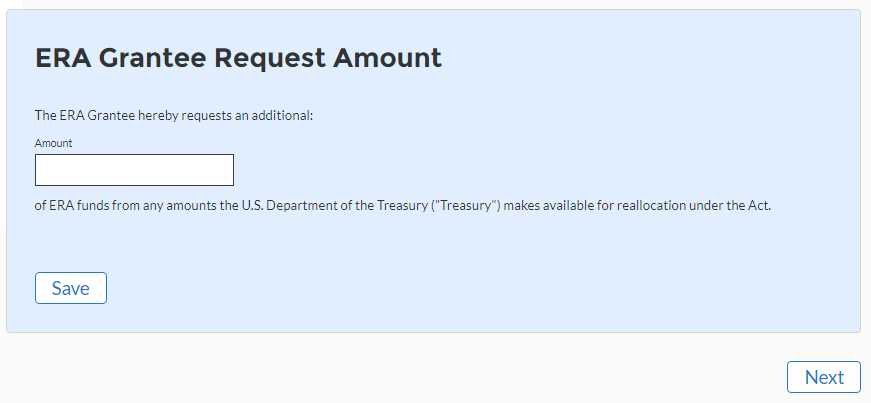 ERA Grantee Request Amount
The ERA Grantee hereby requests an additional:
Amount
of ERA funds from any amounts the U.S. Department of the Treasury ("Treasury") makes available for reallocation under the Act.
Save
Next